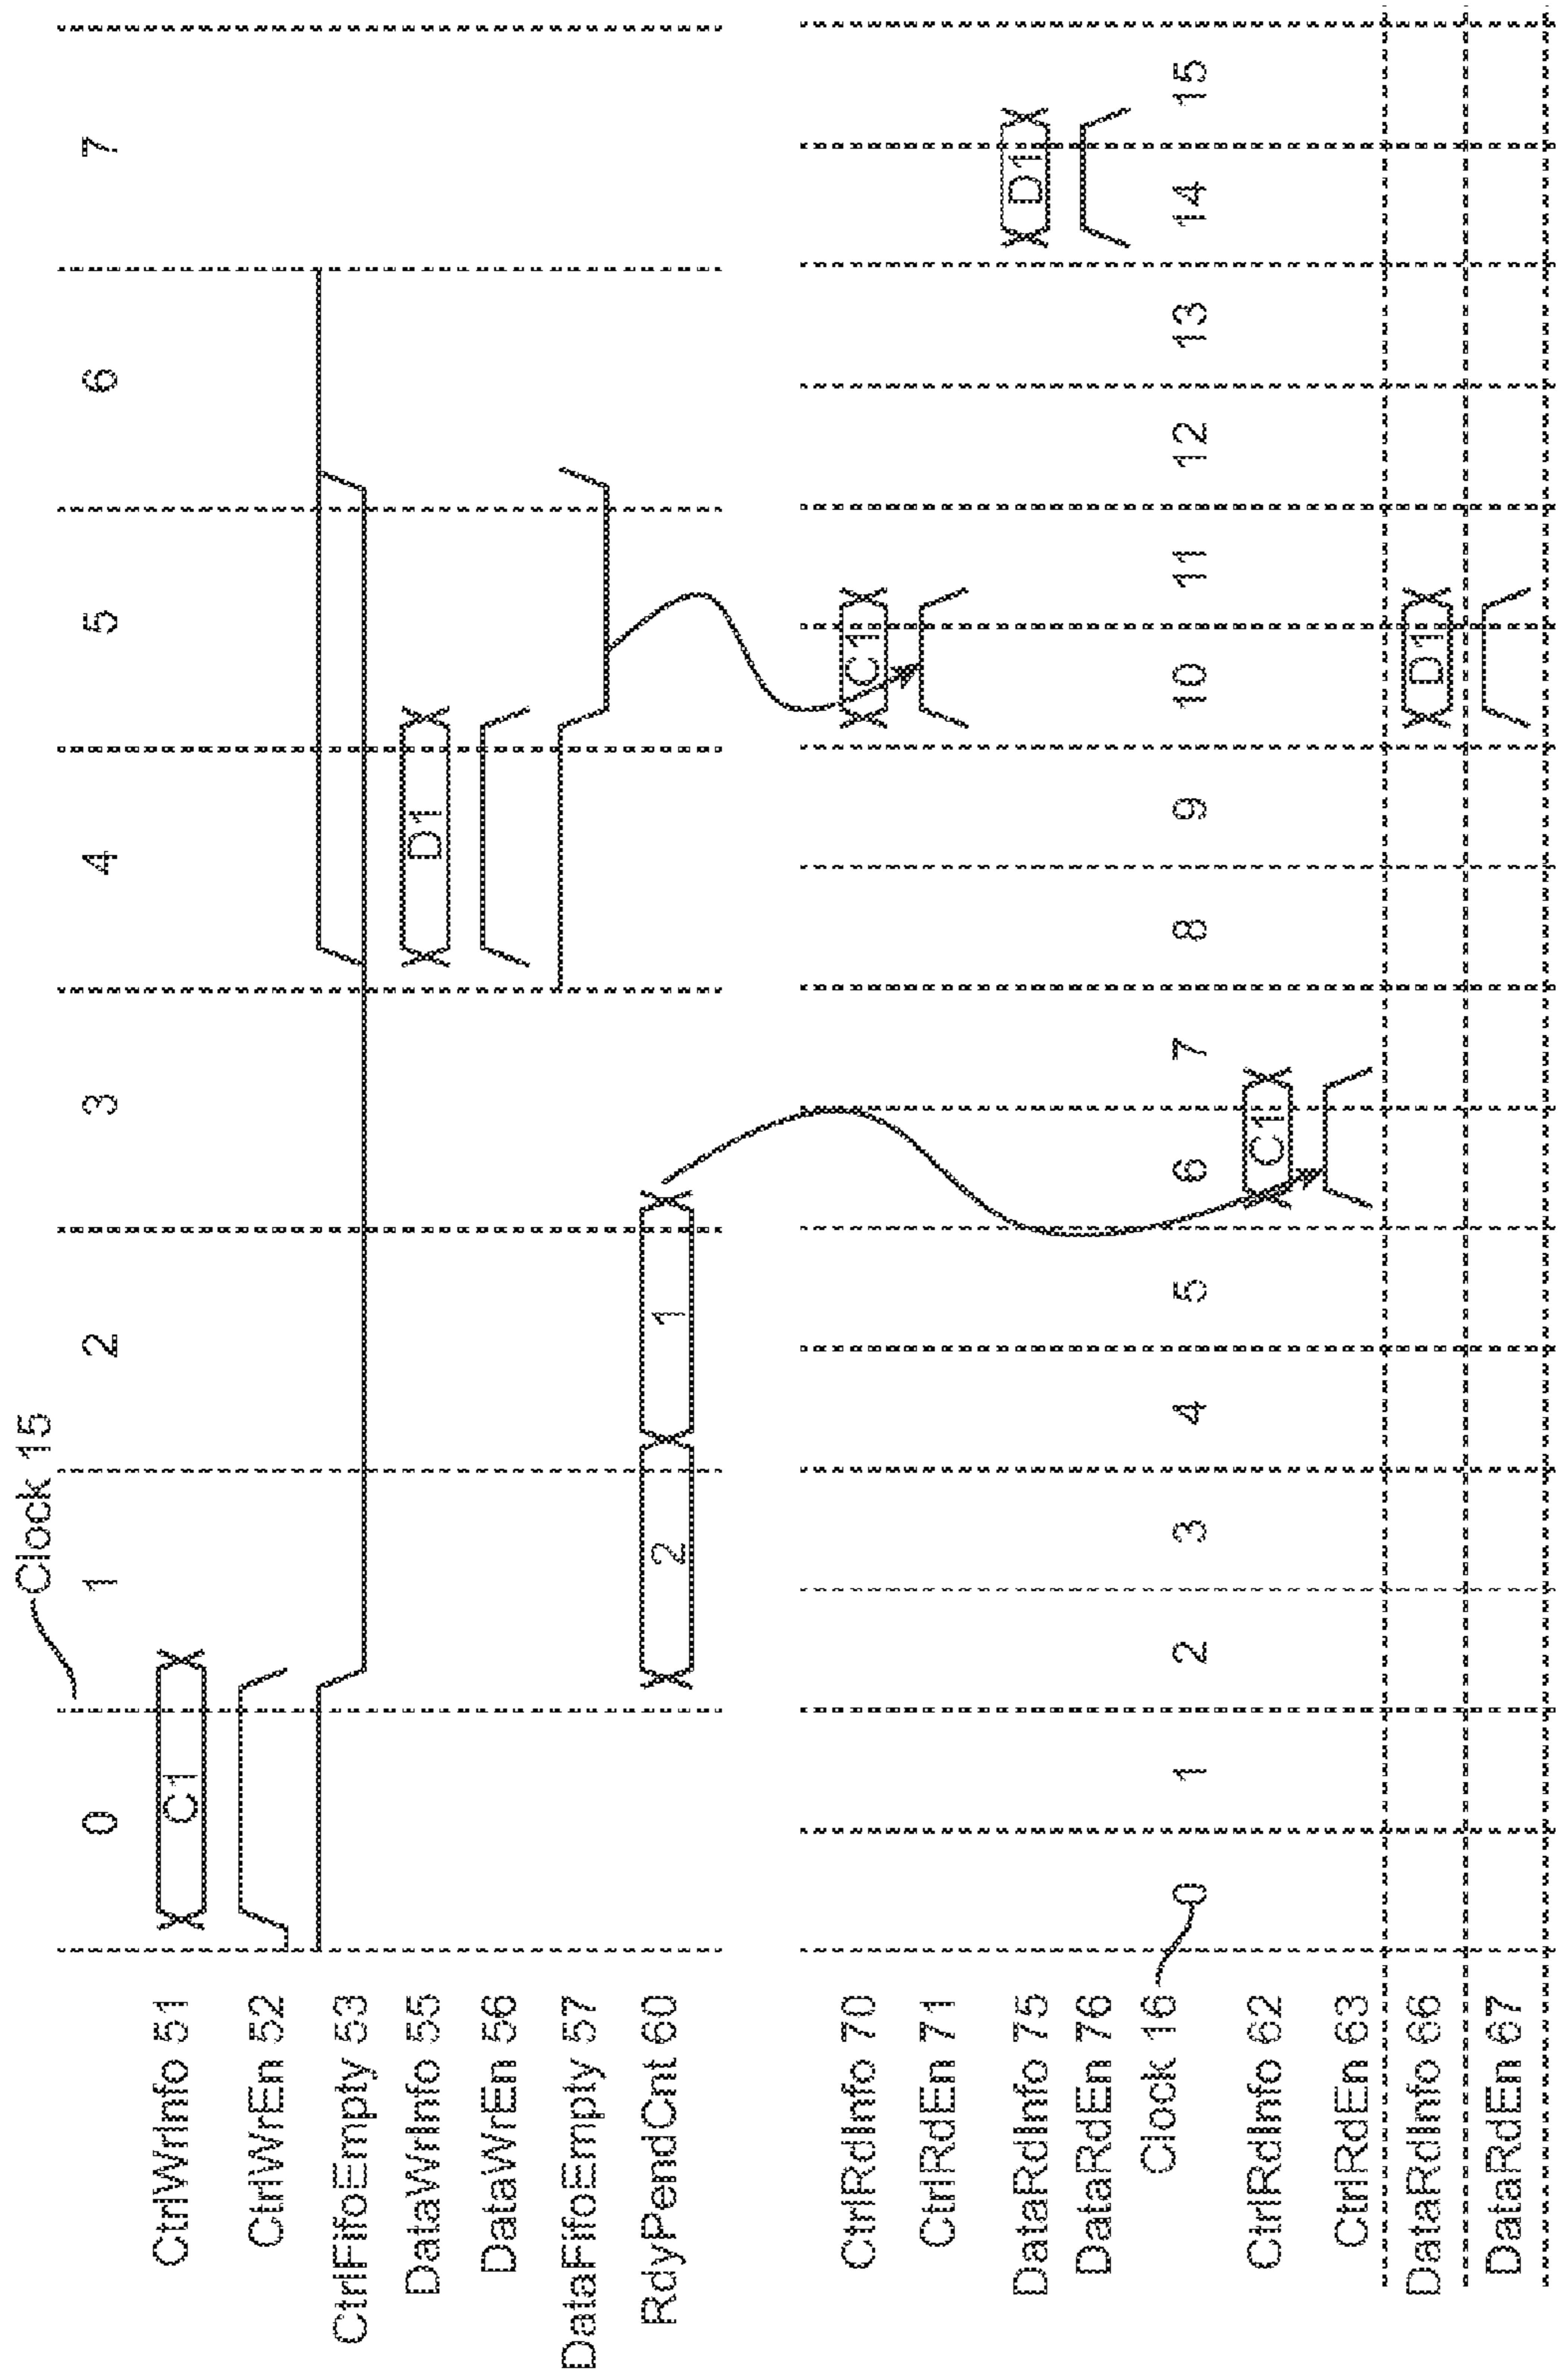 Clock 15
0 1 2 3 4 5 6 7
CtrlWrInfo 51 C1
CtrlWrEn 52
CtrlFifoEmpty 53
DataWrInfo 55 D1
DataWrEn 56
DataFifoEmpty 57
RdyPendCnt 60 2 1
CtrlRdInfo 70 C1
CtrlRdEn 71
DataRdInfo 75 D1
DataRdEn 76
Clock 16 0 1 2 3 4 5 6 7 8 9 10 11 12 13 14 15
CtrlRdInfo 62 C1
CtrlRdEn 63
DataRdInfo 66 D1
DataRdEn 67